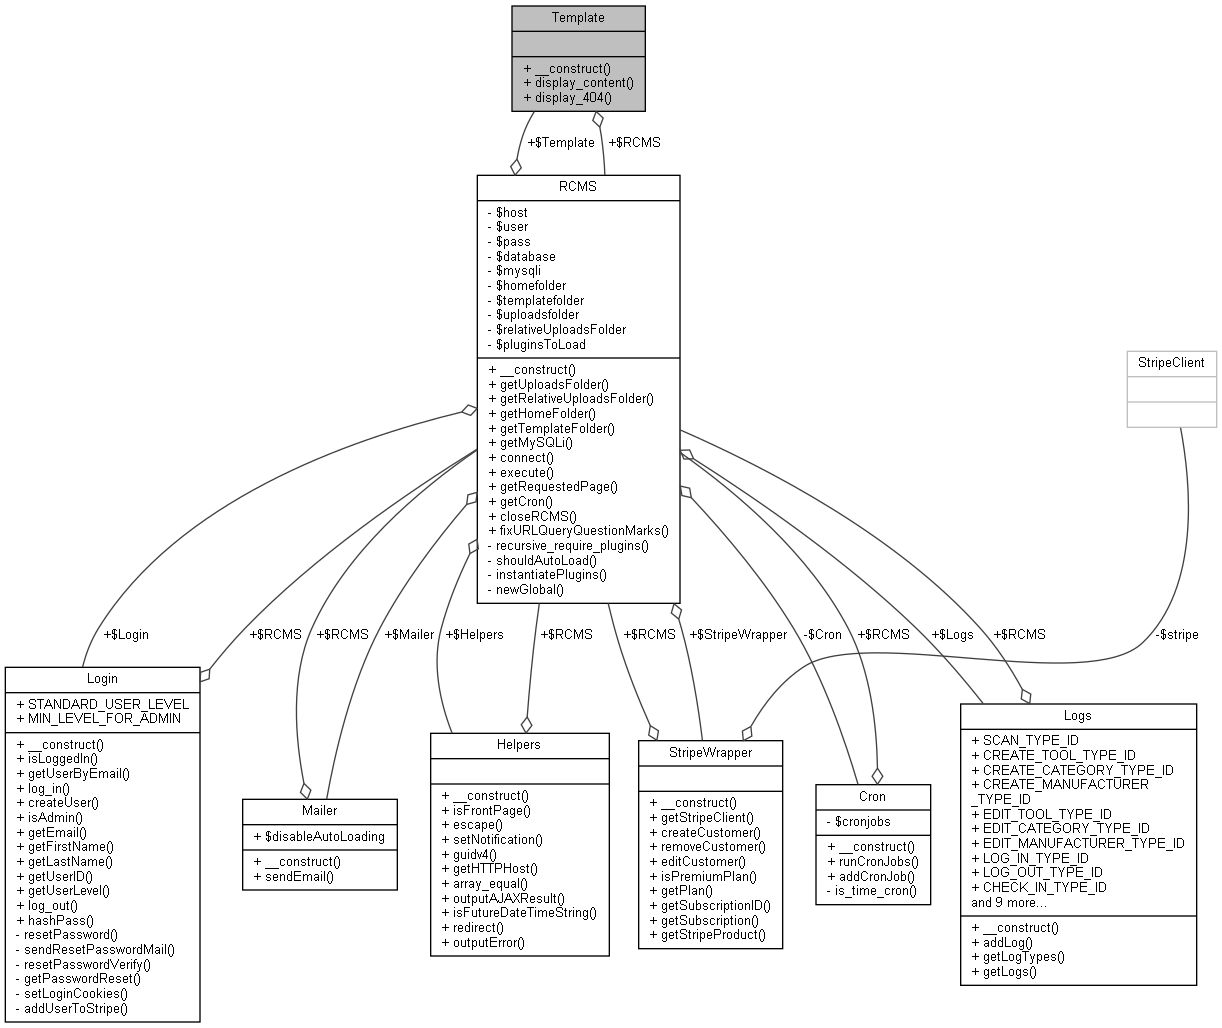 Template
+ __construct()
+ display_content()
+ display_404()
+$Template
+$RCMS
RCMS
- $host
- $user
- $pass
- $database
- $mysqli
- $homefolder
- $templatefolder
- $uploadsfolder
- $relativeUploadsFolder
- $pluginsToLoad
+ __construct()
+ getUploadsFolder()
+ getRelativeUploadsFolder()
+ getHomeFolder()
+ getTemplateFolder()
+ getMySQLi()
+ connect()
+ execute()
+ getRequestedPage()
+ getCron()
+ closeRCMS()
+ fixURLQueryQuestionMarks()
- recursive_require_plugins()
- shouldAutoLoad()
- instantiatePlugins()
- newGlobal()
StripeClient
+$Login
+$RCMS
+$RCMS
+$Mailer
+$Helpers
+$RCMS
+$RCMS
+$StripeWrapper
-$Cron
+$RCMS
+$Logs
+$RCMS
-$stripe
Login
+ STANDARD_USER_LEVEL
+ MIN_LEVEL_FOR_ADMIN
+ __construct()
+ isLoggedIn()
+ getUserByEmail()
+ log_in()
+ createUser()
+ isAdmin()
+ getEmail()
+ getFirstName()
+ getLastName()
+ getUserID()
+ getUserLevel()
+ log_out()
+ hashPass()
- resetPassword()
- sendResetPasswordMail()
- resetPasswordVerify()
- getPasswordReset()
- setLoginCookies()
- addUserToStripe()
Mailer
+ $disableAutoLoading
+ __construct()
+ sendEmail()
Helpers
+ __construct()
+ isFrontPage()
+ escape()
+ setNotification()
+ guidv4()
+ getHTTPHost()
+ array_equal()
+ outputAJAXResult()
+ isFutureDateTimeString()
+ redirect()
+ outputError()
StripeWrapper
+ __construct()
+ getStripeClient()
+ createCustomer()
+ removeCustomer()
+ editCustomer()
+ isPremiumPlan()
+ getPlan()
+ getSubscriptionID()
+ getSubscription()
+ getStripeProduct()
Cron
- $cronjobs
+ __construct()
+ runCronJobs()
+ addCronJob()
- is_time_cron()
Logs
+ SCAN_TYPE_ID
+ CREATE_TOOL_TYPE_ID
+ CREATE_CATEGORY_TYPE_ID
+ CREATE_MANUFACTURER
_TYPE_ID
+ EDIT_TOOL_TYPE_ID
+ EDIT_CATEGORY_TYPE_ID
+ EDIT_MANUFACTURER_TYPE_ID
+ LOG_IN_TYPE_ID
+ LOG_OUT_TYPE_ID
+ CHECK_IN_TYPE_ID
and 9 more...
+ __construct()
+ addLog()
+ getLogTypes()
+ getLogs()